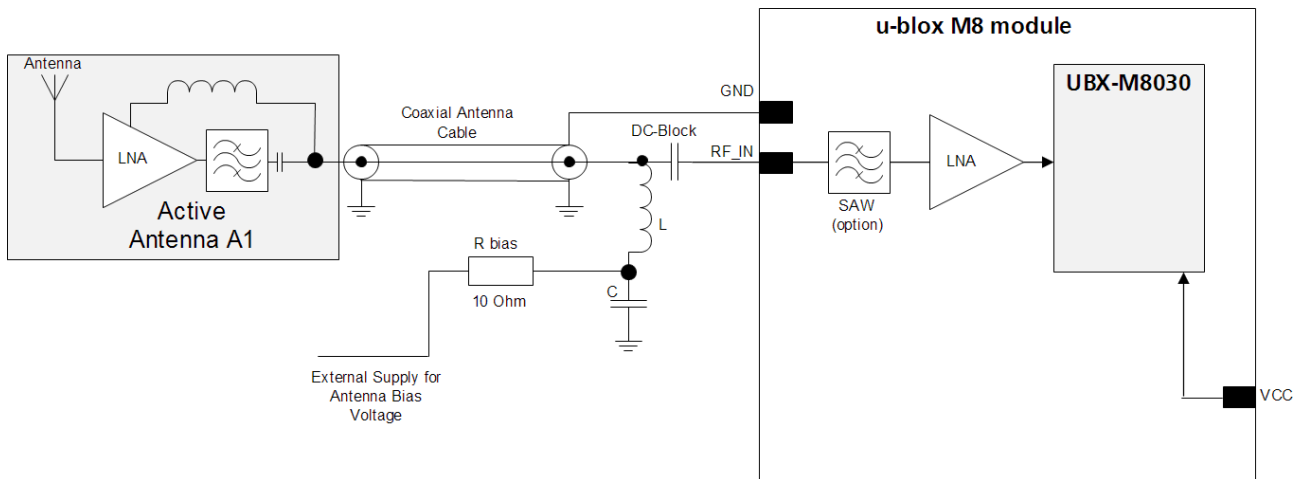 u-blox M8 module
Antenna
LNA
Active
Antenna A1
Coaxial Antenna
Cable
GND
DC-Block
RF_IN
L
R bias
10 Ohm
C
External Supply for
Antenna Bias
Voltage
SAW
(option)
LNA
UBX-M8030
VCC